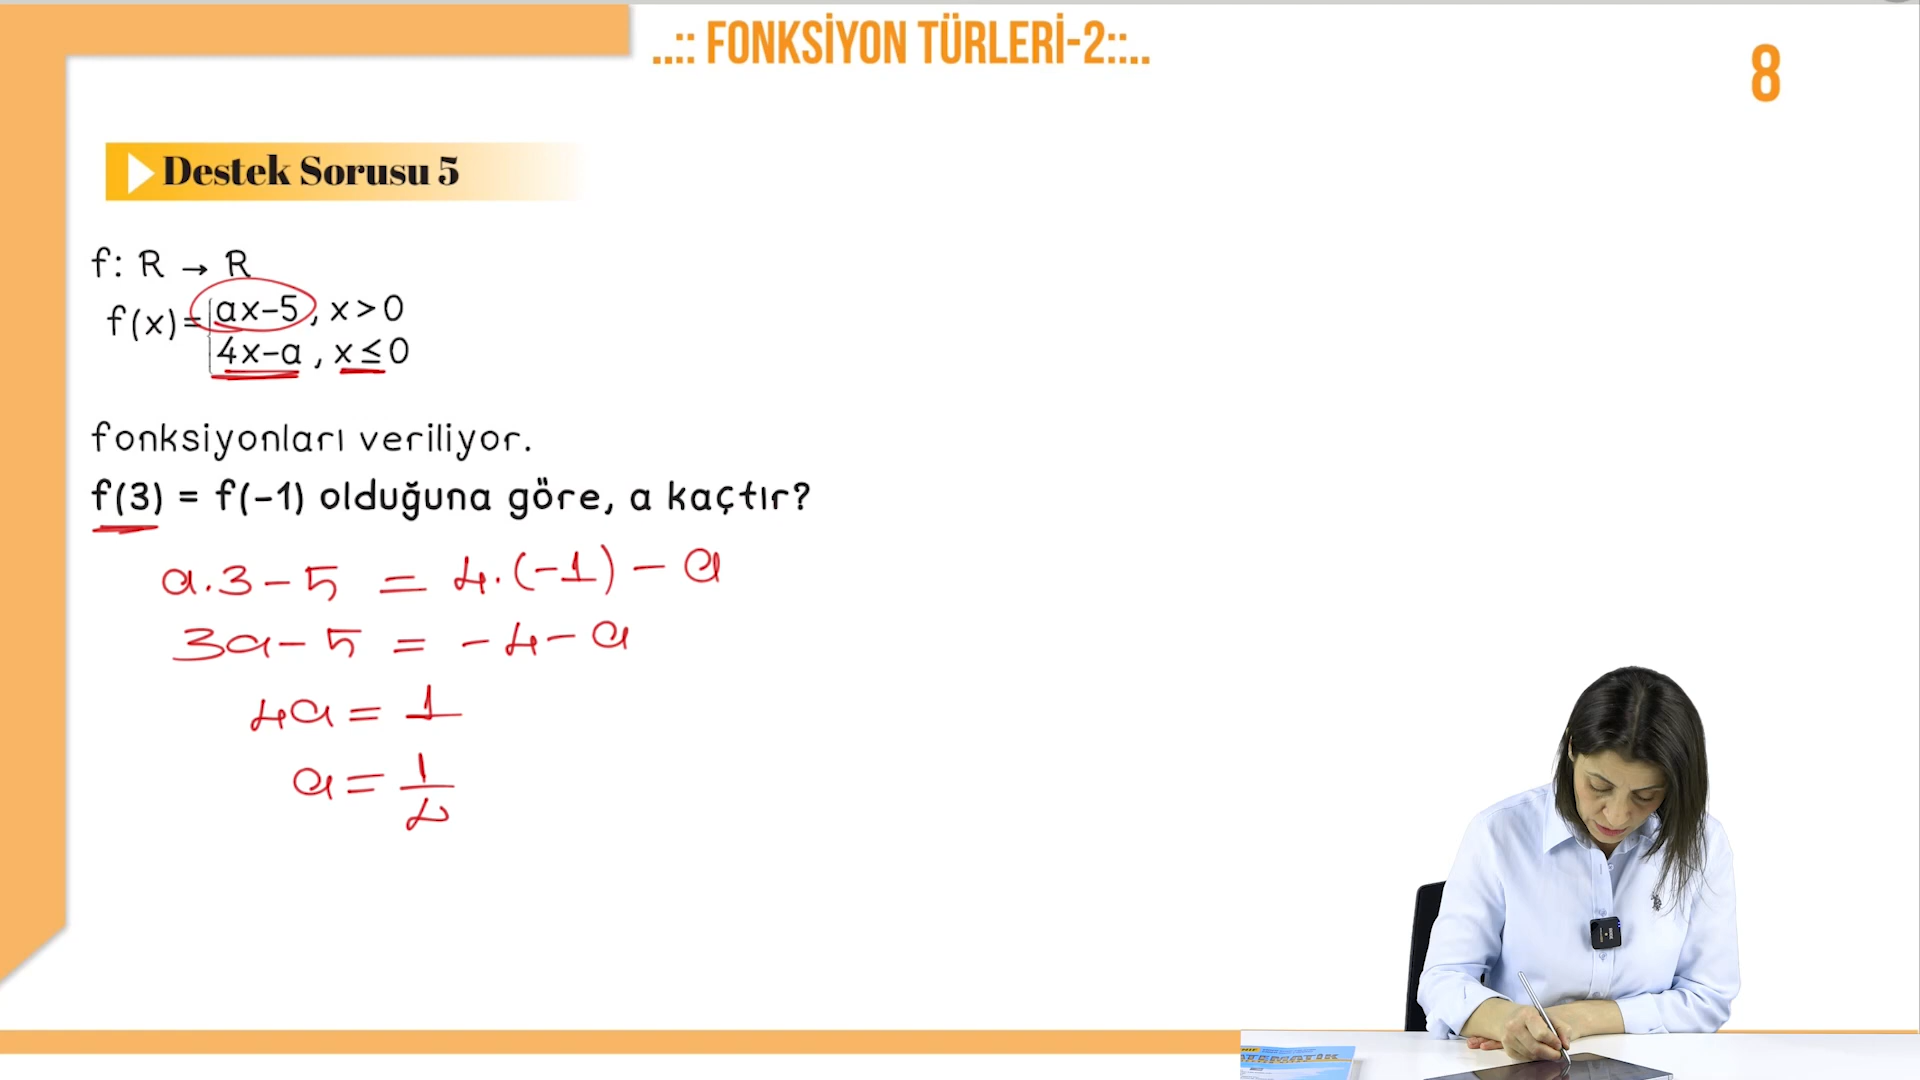 ..:: FONKSİYON TÜRLERİ-2::..
8
Destek Sorusu 5
f: R → R
f(x)= ax-5, x>0
4x-a, x≤0
fonksiyonları veriliyor.
f(3) = f(-1) olduğuna göre, a kaçtır?
a.3-5 = 4.(-1)-a
3a-5 = -4-a
4a = 1
a = 1/4
MATEMATİK